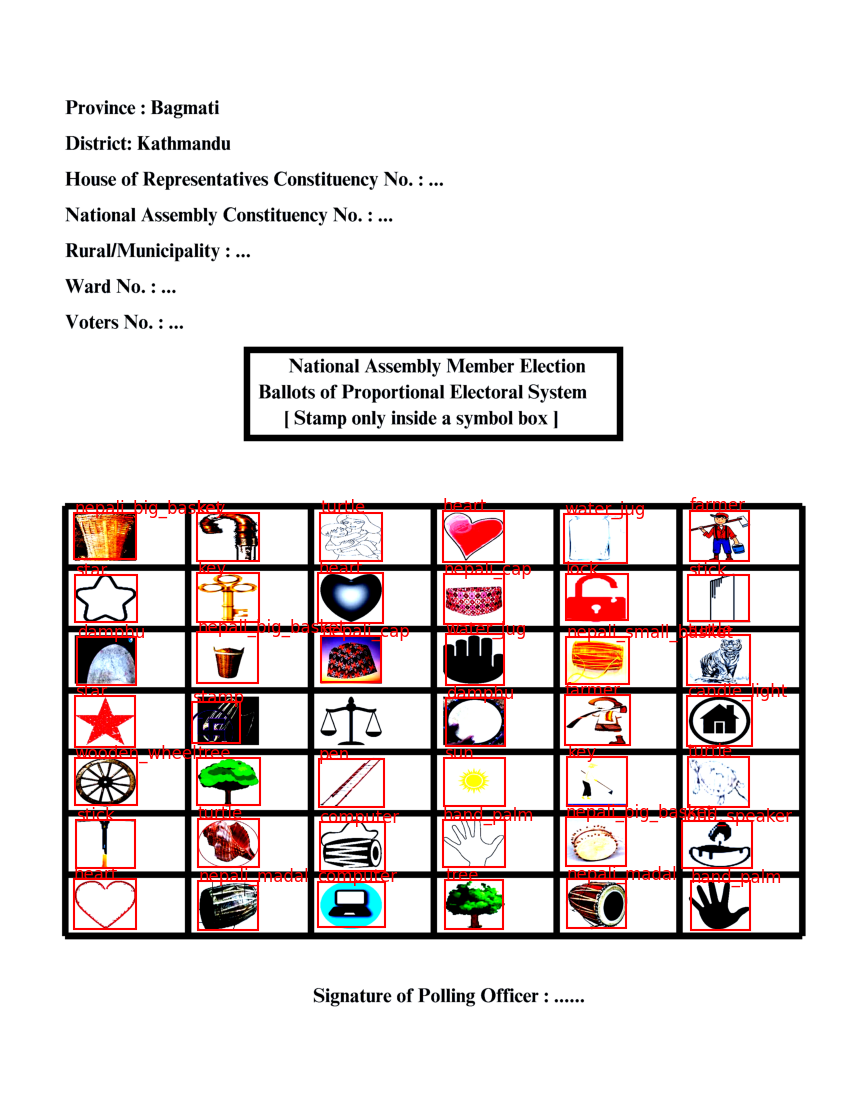 Province : Bagmati
District: Kathmandu
House of Representatives Constituency No. : ...
National Assembly Constituency No. : ...
Rural/Municipality : ...
Ward No. : ...
Voters No. : ...
National Assembly Member Election
Ballots of Proportional Electoral System
[ Stamp only inside a symbol box ]
nepali_big_basket key turtle heart water_jug farmer
star key heart nepali_cap lock stick
damphu nepali_big_basket nepali_cap water_jug nepali_small_basket
star stamp damphu farmer candle_light
wooden_wheel tree pen sun key turtle
stick turtle computer hand_palm nepali_big_basket
heart nepali_madal computer tree nepali_madal hand_palm
Signature of Polling Officer : ......